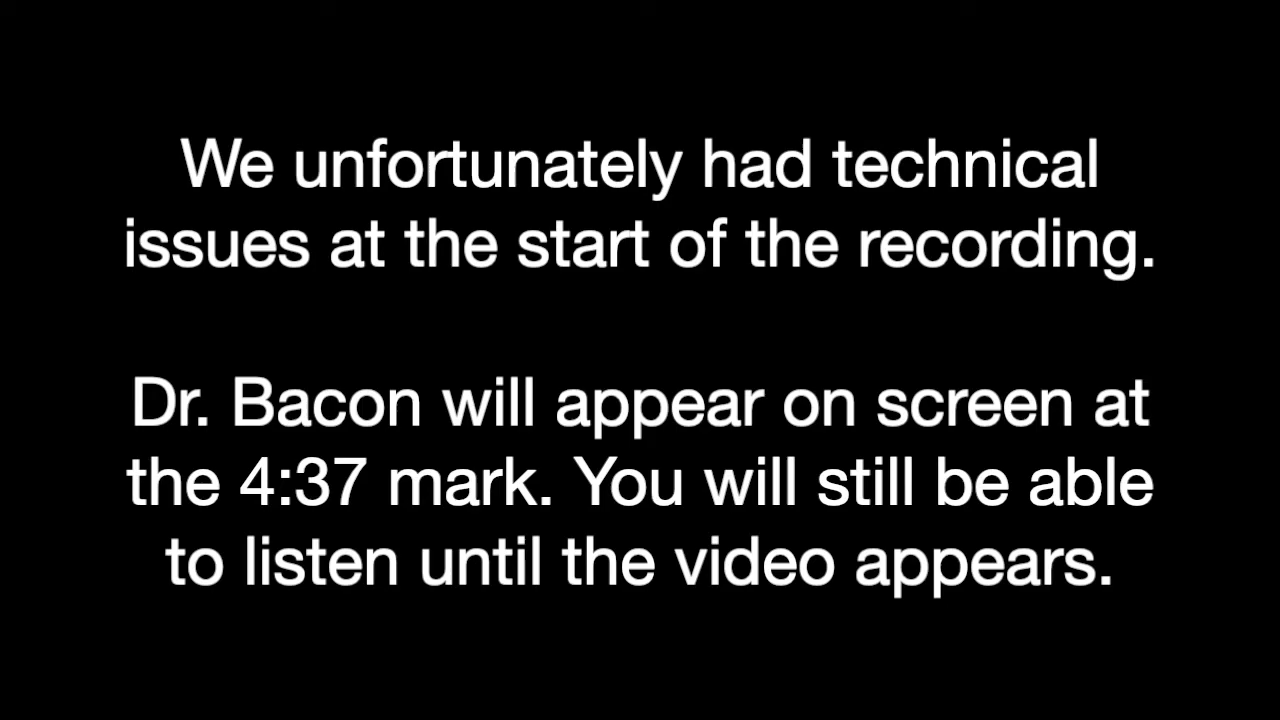 We unfortunately had technical
issues at the start of the recording.
Dr. Bacon will appear on screen at
the 4:37 mark. You will still be able
to listen until the video appears.